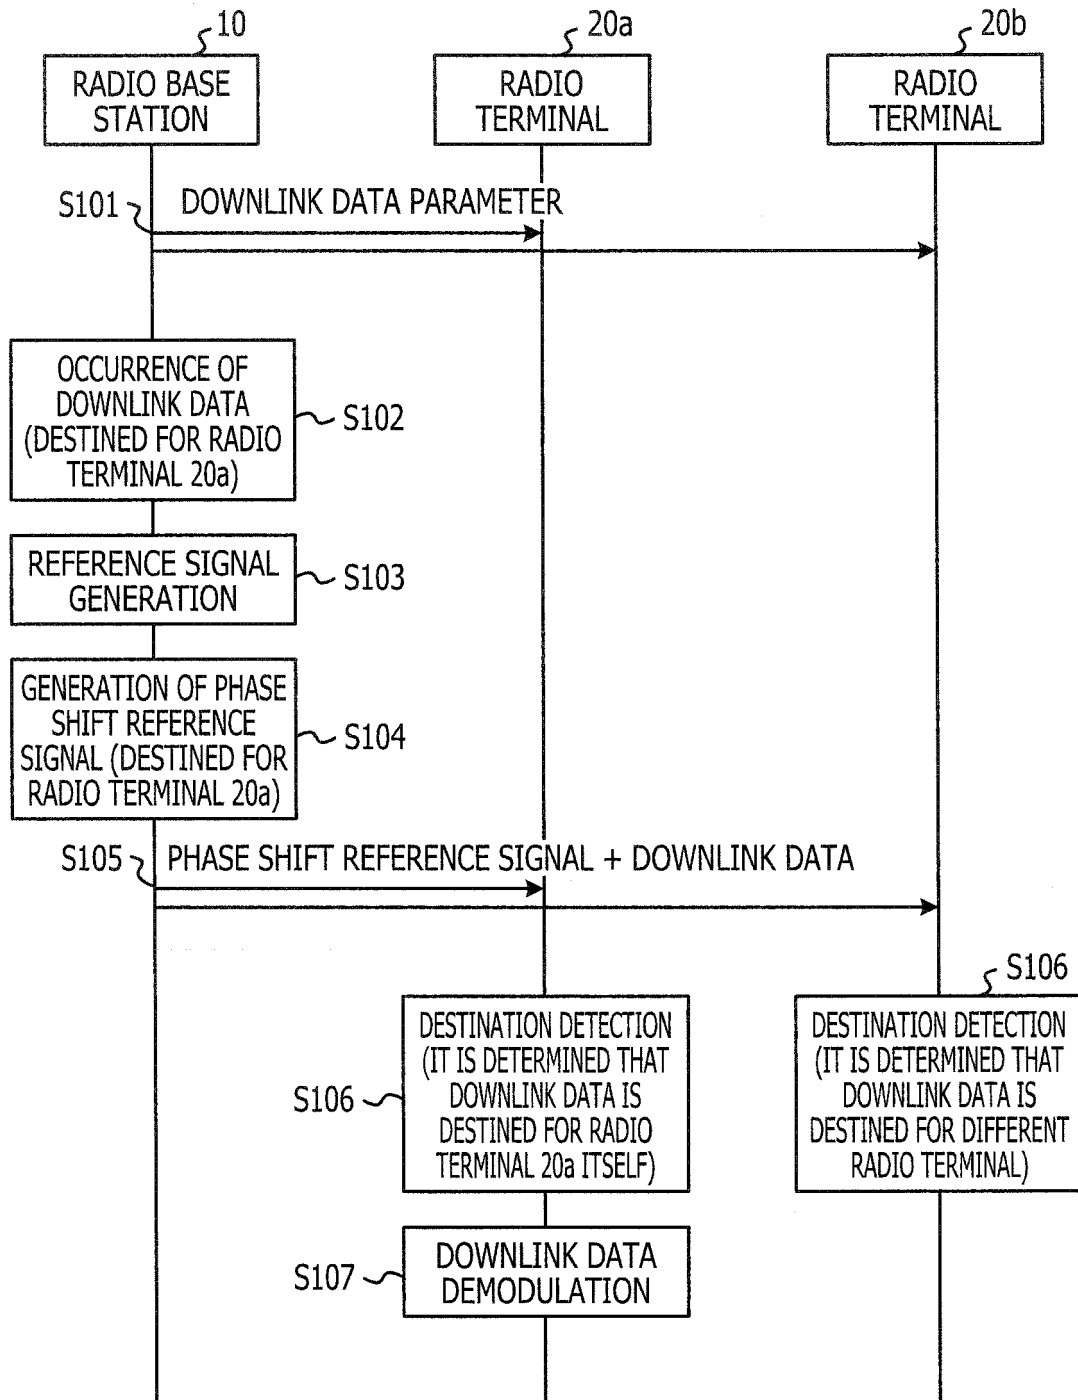 10
20a
20b
RADIO BASE
STATION
RADIO
TERMINAL
RADIO
TERMINAL
S101
DOWNLINK DATA PARAMETER
OCCURRENCE OF
DOWNLINK DATA
(DESTINED FOR RADIO
TERMINAL 20a)
S102
REFERENCE SIGNAL
GENERATION
S103
GENERATION OF PHASE
SHIFT REFERENCE
SIGNAL (DESTINED FOR
RADIO TERMINAL 20a)
S104
S105
PHASE SHIFT REFERENCE SIGNAL + DOWNLINK DATA
S106
DESTINATION DETECTION
(IT IS DETERMINED THAT
DOWNLINK DATA IS
DESTINED FOR RADIO
TERMINAL 20a ITSELF)
S106
DESTINATION DETECTION
(IT IS DETERMINED THAT
DOWNLINK DATA IS
DESTINED FOR DIFFERENT
RADIO TERMINAL)
S107
DOWNLINK DATA
DEMODULATION